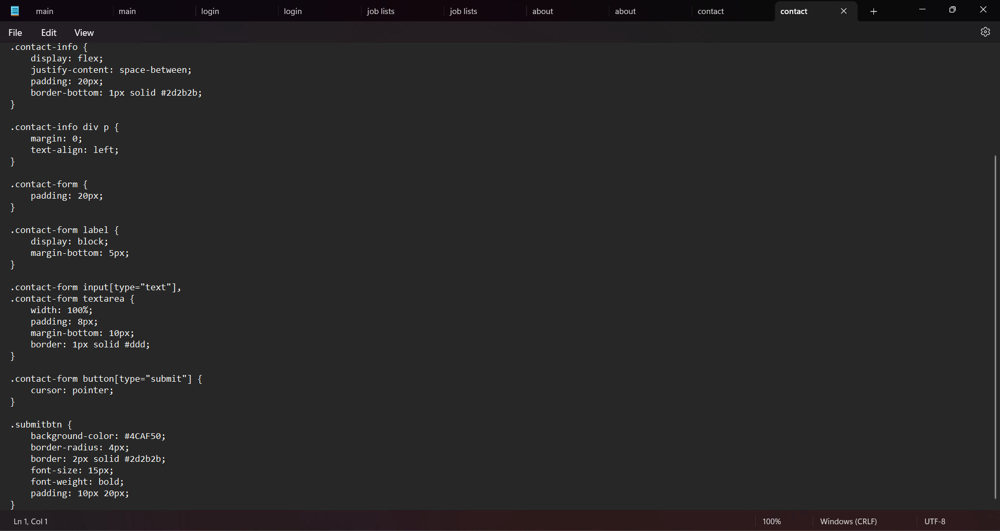 main
main
login
login
job lists
job lists
about
about
contact
contact
File Edit View
.contact-info {
    display: flex;
    justify-content: space-between;
    padding: 20px;
    border-bottom: 1px solid #2d2b2b;
}

.contact-info div p {
    margin: 0;
    text-align: left;
}

.contact-form {
    padding: 20px;
}

.contact-form label {
    display: block;
    margin-bottom: 5px;
}

.contact-form input[type="text"],
.contact-form textarea {
    width: 100%;
    padding: 8px;
    margin-bottom: 10px;
    border: 1px solid #ddd;
}

.contact-form button[type="submit"] {
    cursor: pointer;
}

.submitbtn {
    background-color: #4CAF50;
    border-radius: 4px;
    border: 2px solid #2d2b2b;
    font-size: 15px;
    font-weight: bold;
    padding: 10px 20px;
}
Ln 1, Col 1
100%
Windows (CRLF)
UTF-8